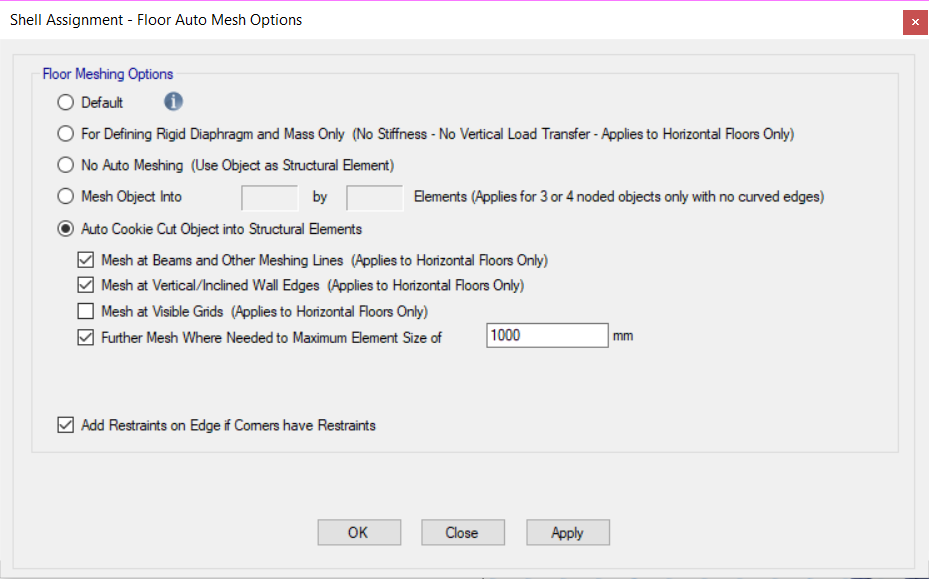 Shell Assignment - Floor Auto Mesh Options
Floor Meshing Options
Default
For Defining Rigid Diaphragm and Mass Only (No Stiffness - No Vertical Load Transfer - Applies to Horizontal Floors Only)
No Auto Meshing (Use Object as Structural Element)
Mesh Object Into by Elements (Applies for 3 or 4 noded objects only with no curved edges)
Auto Cookie Cut Object into Structural Elements
Mesh at Beams and Other Meshing Lines (Applies to Horizontal Floors Only)
Mesh at Vertical/Inclined Wall Edges (Applies to Horizontal Floors Only)
Mesh at Visible Grids (Applies to Horizontal Floors Only)
Further Mesh Where Needed to Maximum Element Size of 1000 mm
Add Restraints on Edge if Corners have Restraints
OK Close Apply